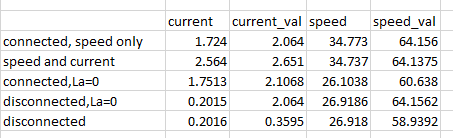 current current_val speed speed_val
connected, speed only 1.724 2.064 34.773 64.156
speed and current 2.564 2.651 34.737 64.1375
connected,La=0 1.7513 2.1068 26.1038 60.638
disconnected,La=0 0.2015 2.064 26.9186 64.1562
disconnected 0.2016 0.3595 26.918 58.9392